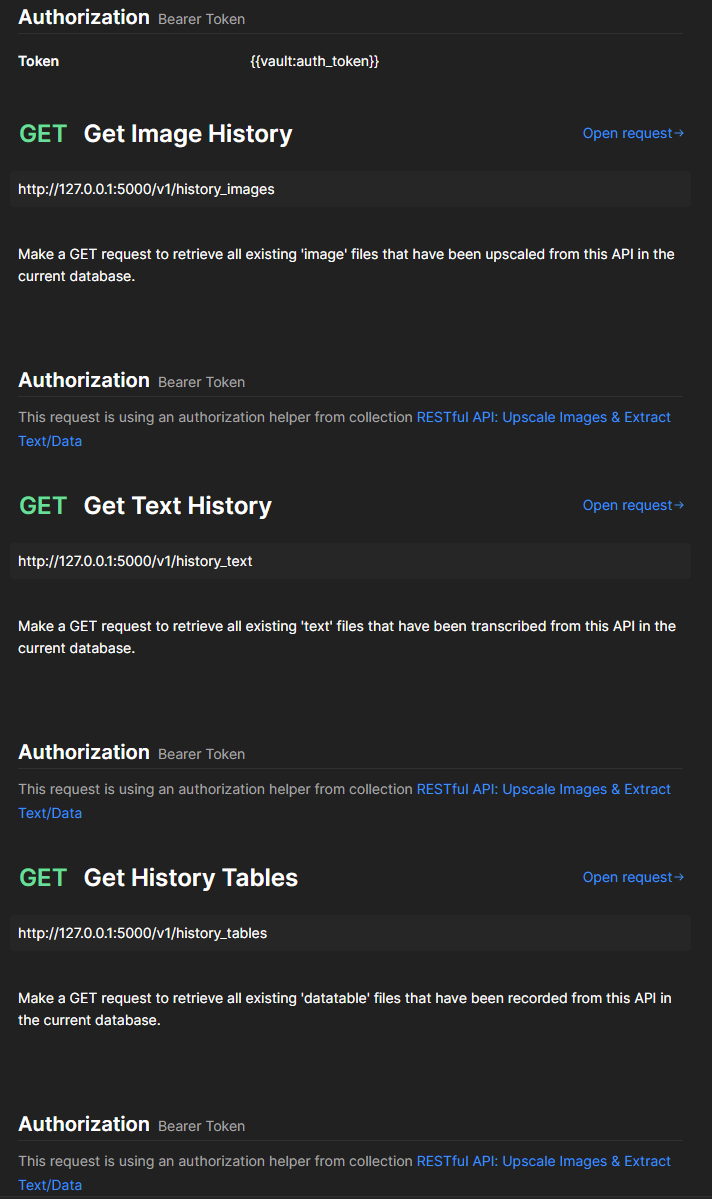 Authorization Bearer Token
Token {{vault:auth_token}}
GET Get Image History Open request→
http://127.0.0.1:5000/v1/history_images
Make a GET request to retrieve all existing 'image' files that have been upscaled from this API in the
current database.
Authorization Bearer Token
This request is using an authorization helper from collection RESTful API: Upscale Images & Extract
Text/Data
GET Get Text History Open request→
http://127.0.0.1:5000/v1/history_text
Make a GET request to retrieve all existing 'text' files that have been transcribed from this API in the
current database.
Authorization Bearer Token
This request is using an authorization helper from collection RESTful API: Upscale Images & Extract
Text/Data
GET Get History Tables Open request→
http://127.0.0.1:5000/v1/history_tables
Make a GET request to retrieve all existing 'datatable' files that have been recorded from this API in
the current database.
Authorization Bearer Token
This request is using an authorization helper from collection RESTful API: Upscale Images & Extract
Text/Data